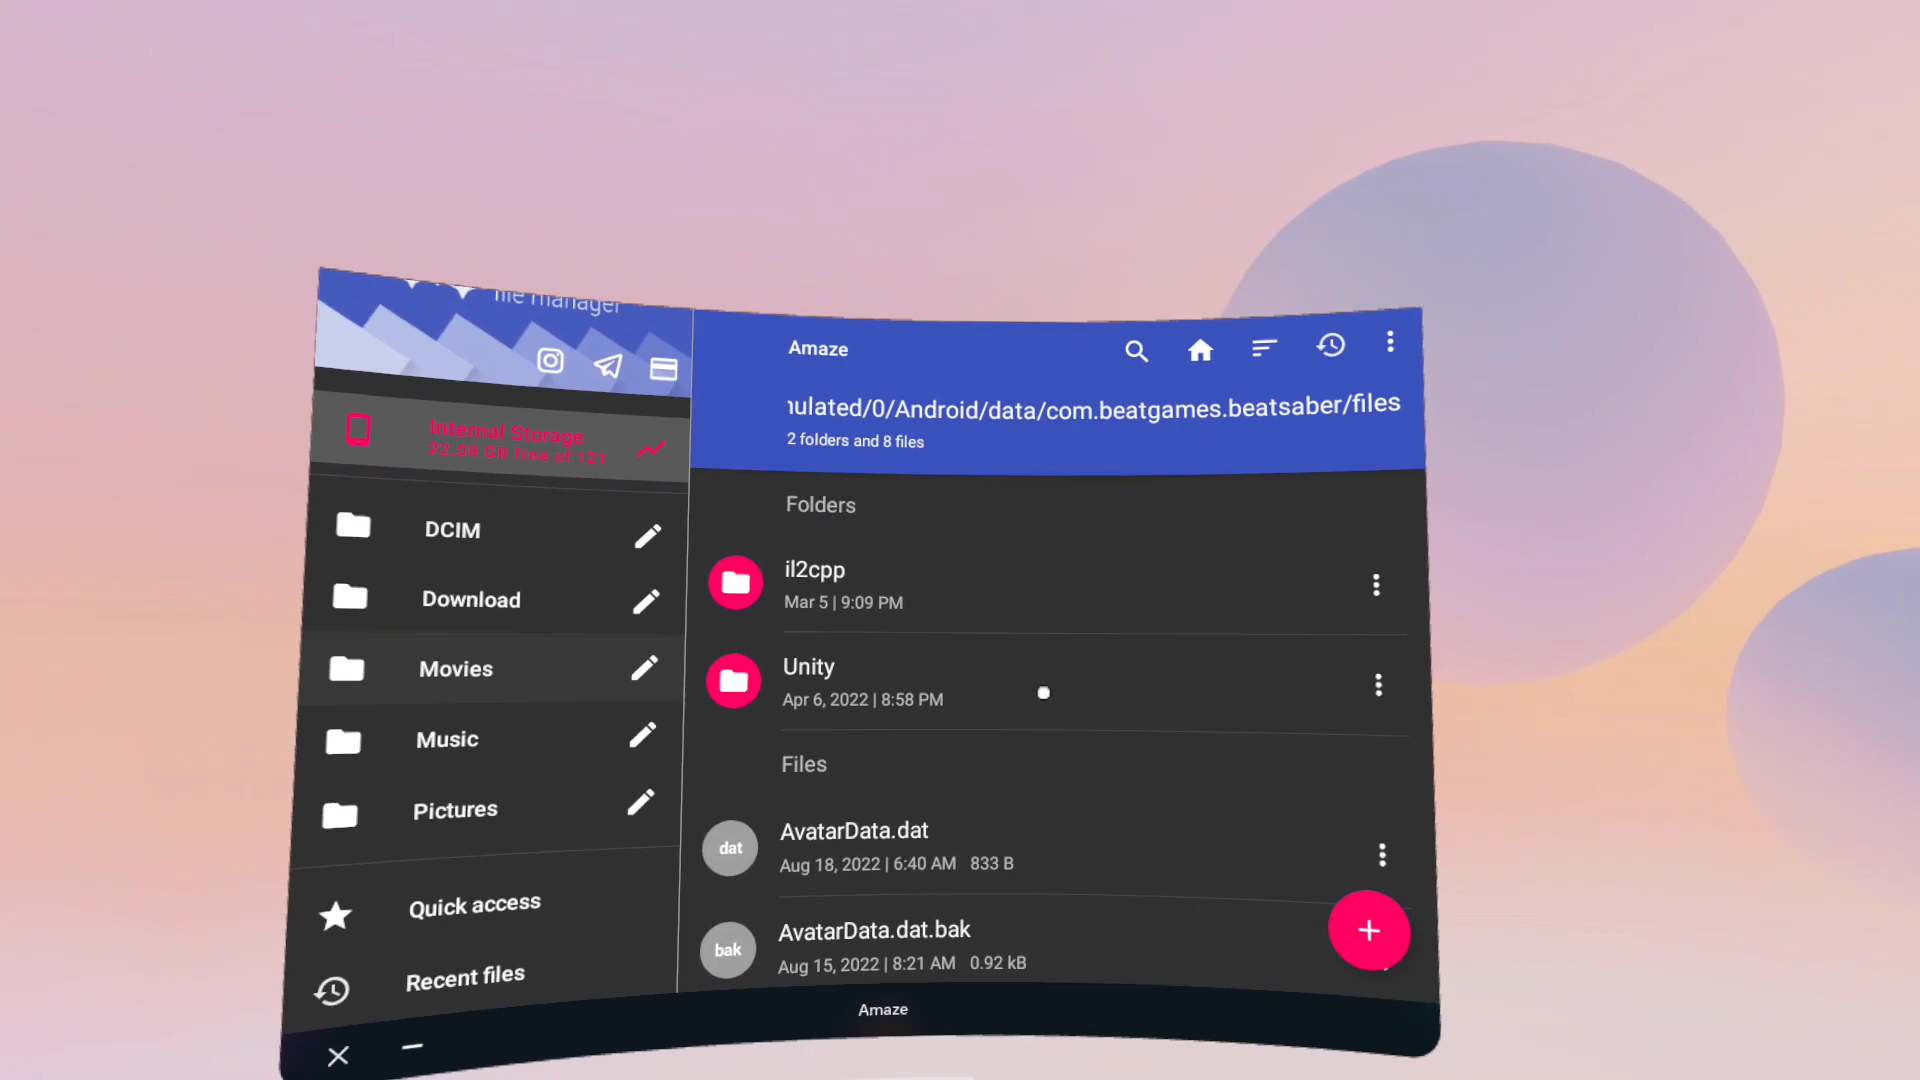 file manager
Internal Storage
22.08 GB free of 121
DCIM
Download
Movies
Music
Pictures
Quick access
Recent files
Amaze
nulated/0/Android/data/com.beatgames.beatsaber/files
2 folders and 8 files
Folders
il2cpp
Mar 5 | 9:09 PM
Unity
Apr 6, 2022 | 8:58 PM
Files
dat
AvatarData.dat
Aug 18, 2022 | 6:40 AM 833 B
bak
AvatarData.dat.bak
Aug 15, 2022 | 8:21 AM 0.92 kB
Amaze